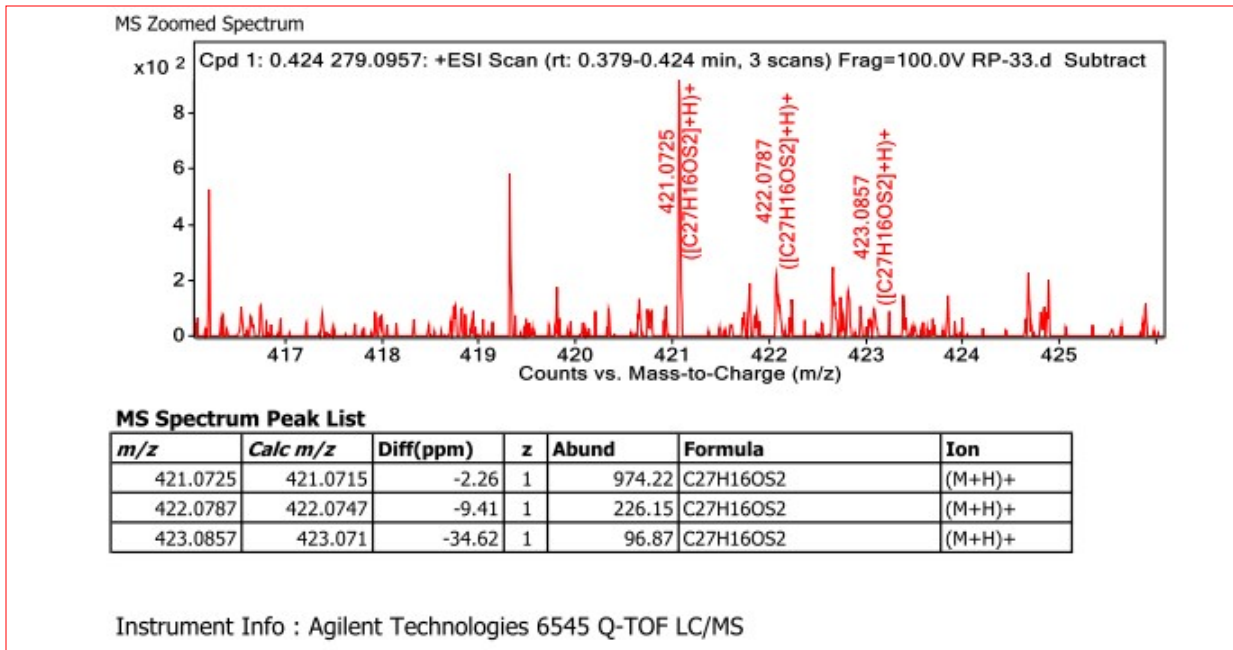 MS Zoomed Spectrum
x10 2
Cpd 1: 0.424 279.0957: +ESI Scan (rt: 0.379-0.424 min, 3 scans) Frag=100.0V RP-33.d Subtract
8
6
4
2
0
421.0725
([C27H16OS2]+H)+
422.0787
([C27H16OS2]+H)+
423.0857
([C27H16OS2]+H)+
417 418 419 420 421 422 423 424 425
Counts vs. Mass-to-Charge (m/z)
MS Spectrum Peak List
m/z Calc m/z Diff(ppm) z Abund Formula Ion
421.0725 421.0715 -2.26 1 974.22 C27H16OS2 (M+H)+
422.0787 422.0747 -9.41 1 226.15 C27H16OS2 (M+H)+
423.0857 423.071 -34.62 1 96.87 C27H16OS2 (M+H)+
Instrument Info : Agilent Technologies 6545 Q-TOF LC/MS